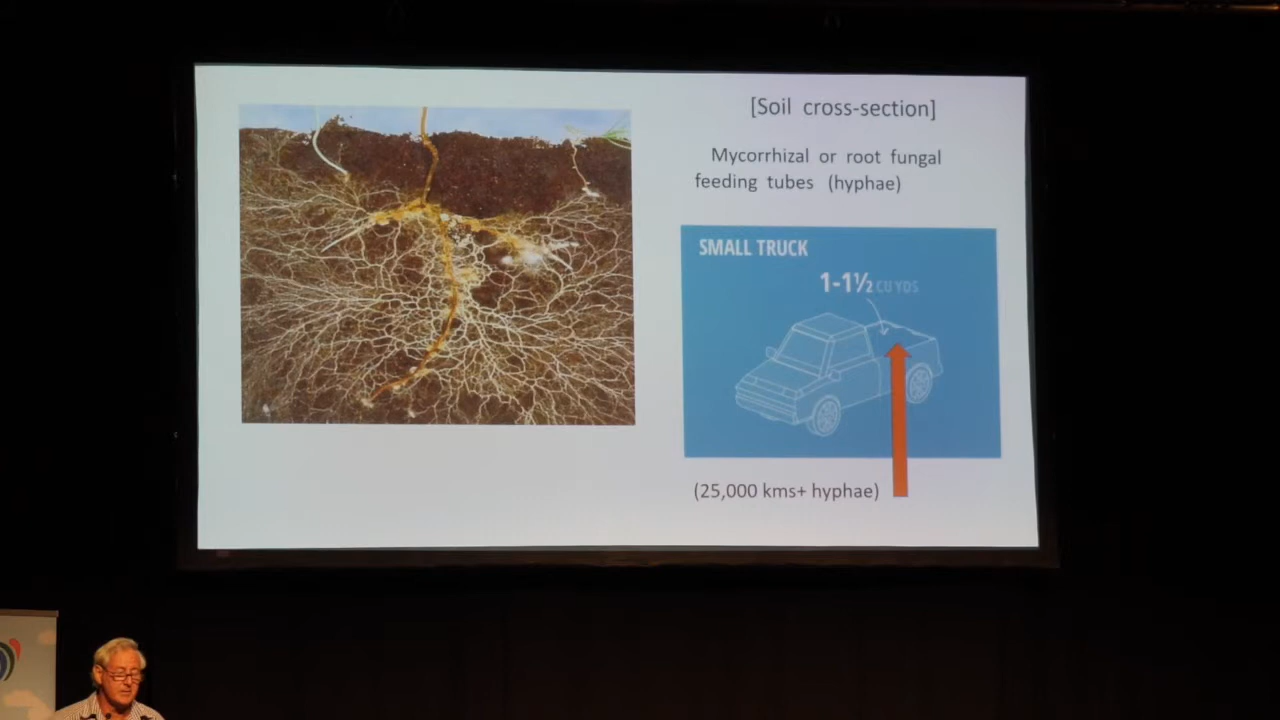 [Soil cross-section]
Mycorrhizal or root fungal
feeding tubes (hyphae)
SMALL TRUCK
1-1½ CU YDS
(25,000 kms+ hyphae)